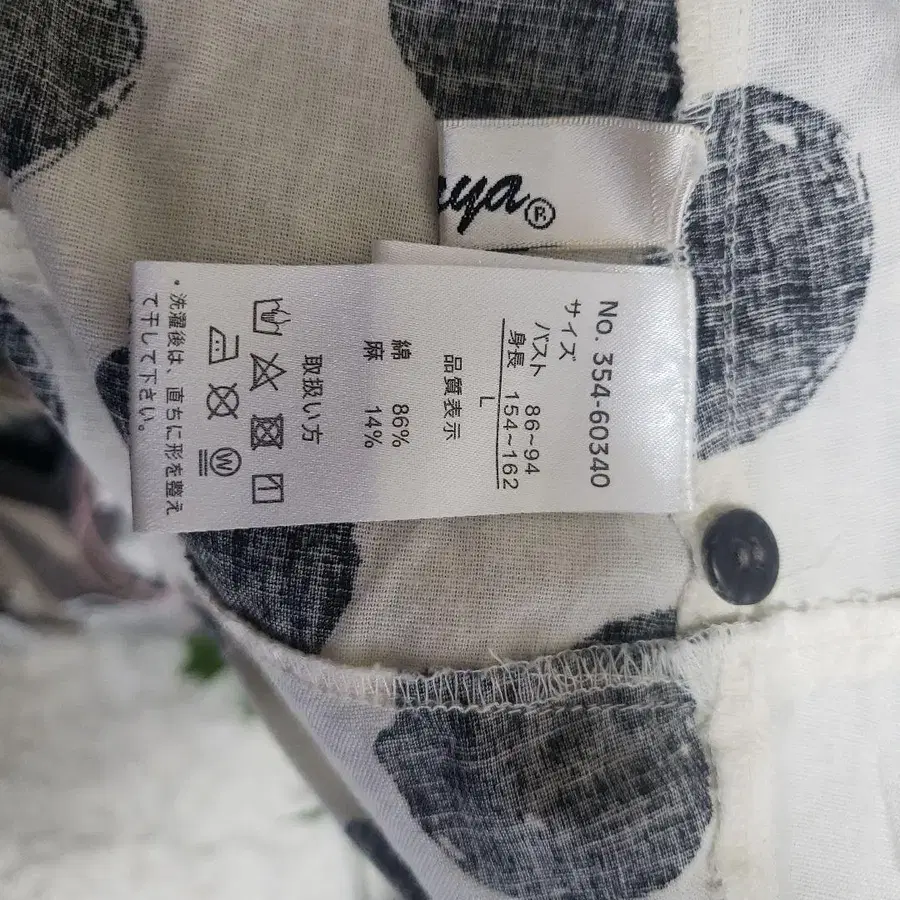 ya®
No. 354-60340
サイズ
バスト 86~94
身長 154~162
L
品質表示
綿 86%
麻 14%
取扱い方
W
・洗濯後は、直ちに形を整え
て干して下さい。